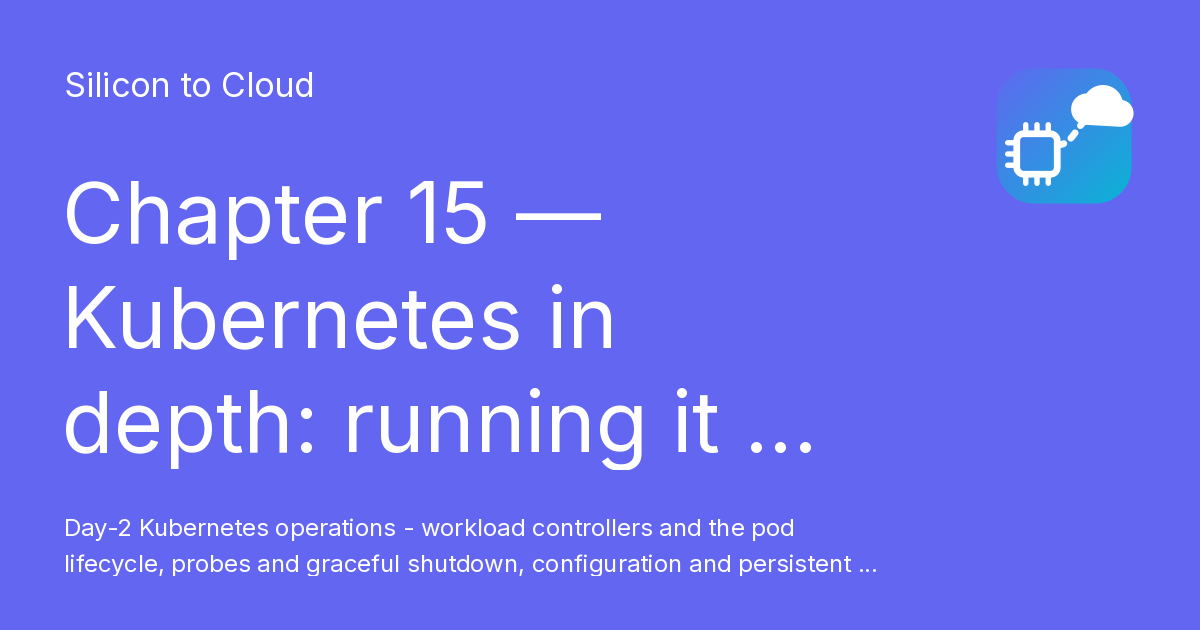 Silicon to Cloud
Chapter 15 —
Kubernetes in
depth: running it ...
Day-2 Kubernetes operations - workload controllers and the pod
lifecycle, probes and graceful shutdown, configuration and persistent ...